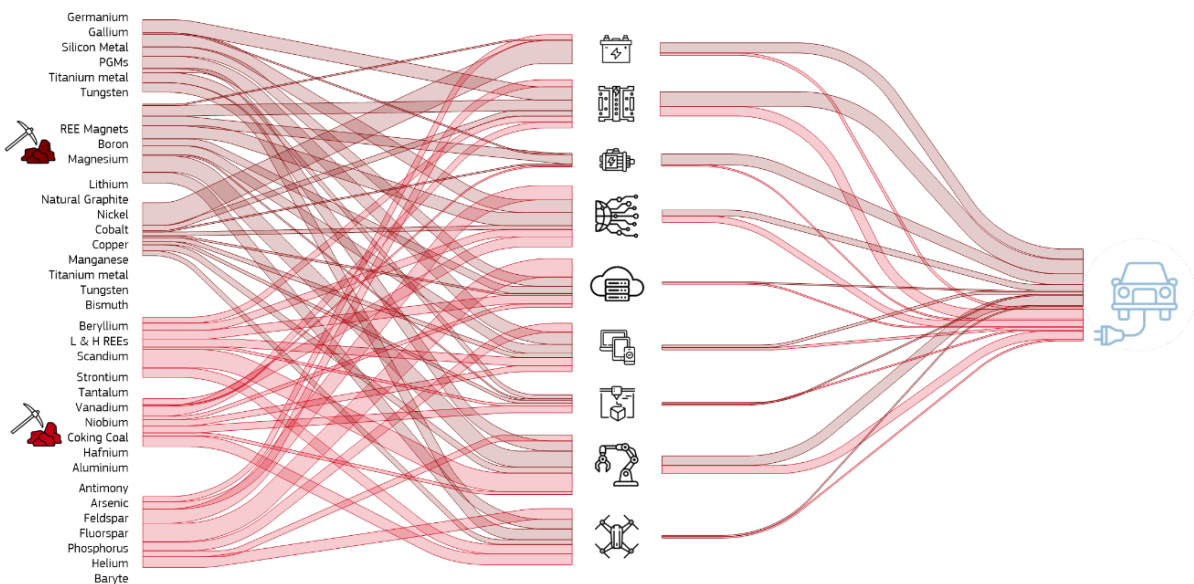 Germanium
Gallium
Silicon Metal
PGMs
Titanium metal
Tungsten
REE Magnets
Boron
Magnesium
Lithium
Natural Graphite
Nickel
Cobalt
Copper
Manganese
Titanium metal
Tungsten
Bismuth
Beryllium
L & H REEs
Scandium
Strontium
Tantalum
Vanadium
Niobium
Coking Coal
Hafnium
Aluminium
Antimony
Arsenic
Feldspar
Fluorspar
Phosphorus
Helium
Baryte